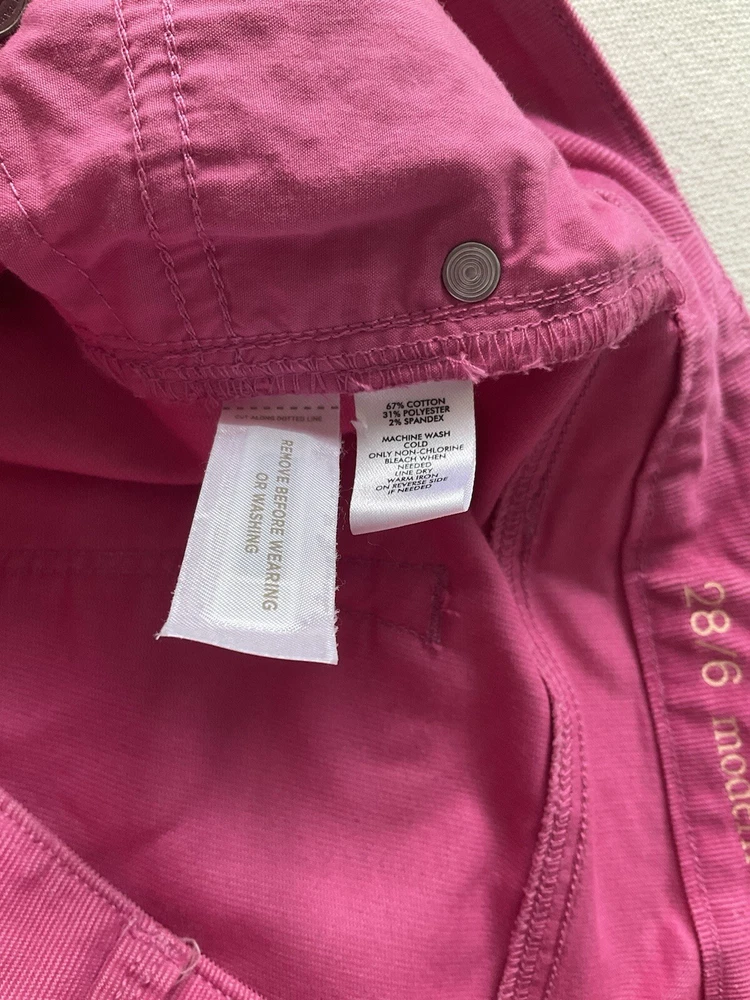 CUT ALONG DOTTED LINE
REMOVE BEFORE WEARING
OR WASHING
67% COTTON
31% POLYESTER
2% SPANDEX
MACHINE WASH
COLD
ONLY NON-CHLORINE
BLEACH WHEN
NEEDED
LINE DRY
WARM IRON
ON REVERSE SIDE
IF NEEDED
28/6